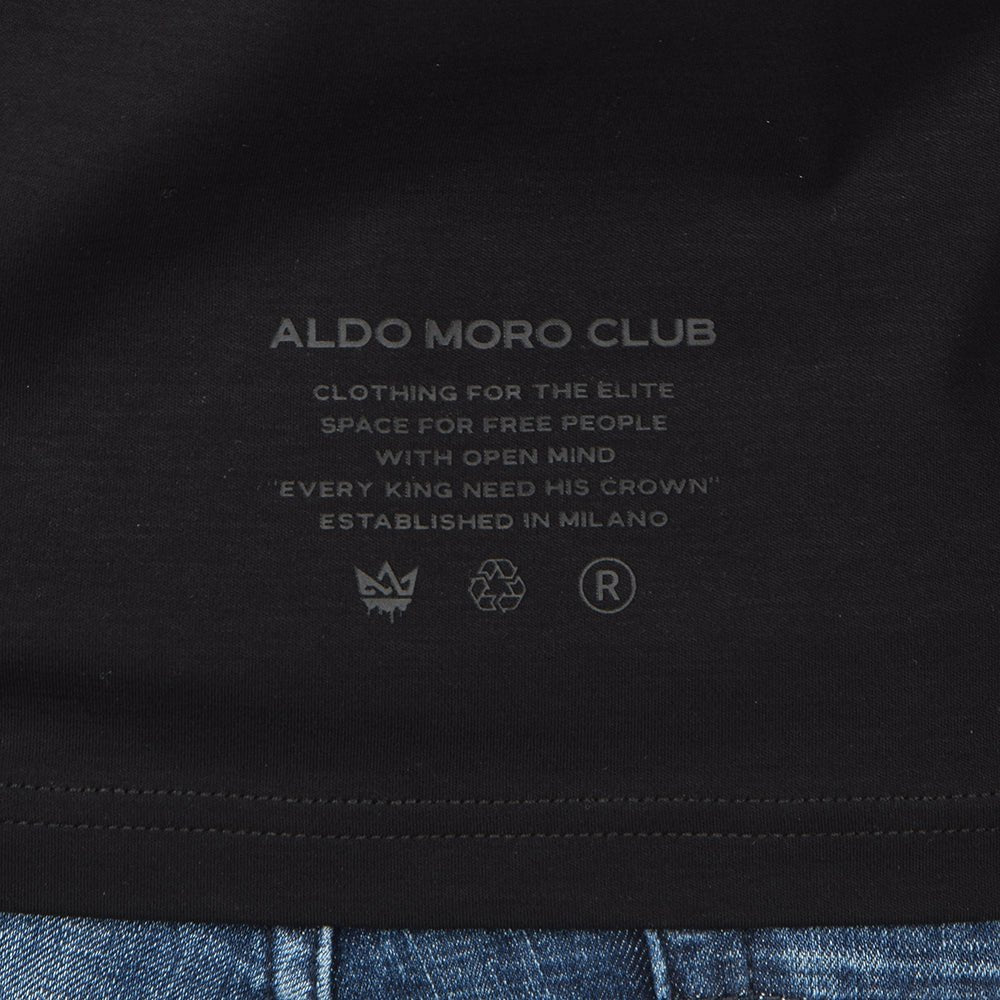 ALDO MORO CLUB
CLOTHING FOR THE ELITE
SPACE FOR FREE PEOPLE
WITH OPEN MIND
"EVERY KING NEED HIS CROWN"
ESTABLISHED IN MILANO
®